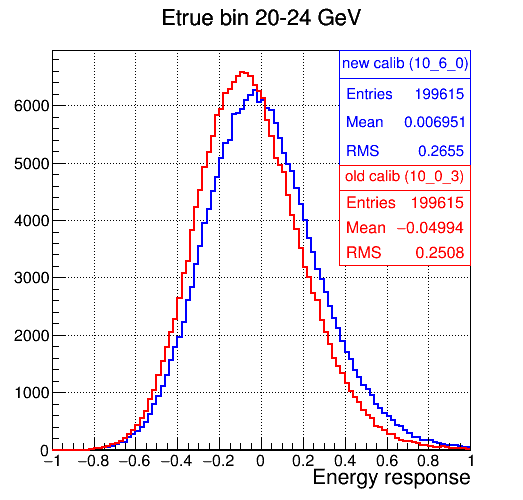 Etrue bin 20-24 GeV
new calib (10_6_0)
Entries 199615
Mean 0.006951
RMS 0.2655
old calib (10_0_3)
Entries 199615
Mean −0.04994
RMS 0.2508
6000
5000
4000
3000
2000
1000
0
−1 −0.8 −0.6 −0.4 −0.2 0 0.2 0.4 0.6 0.8 1
Energy response